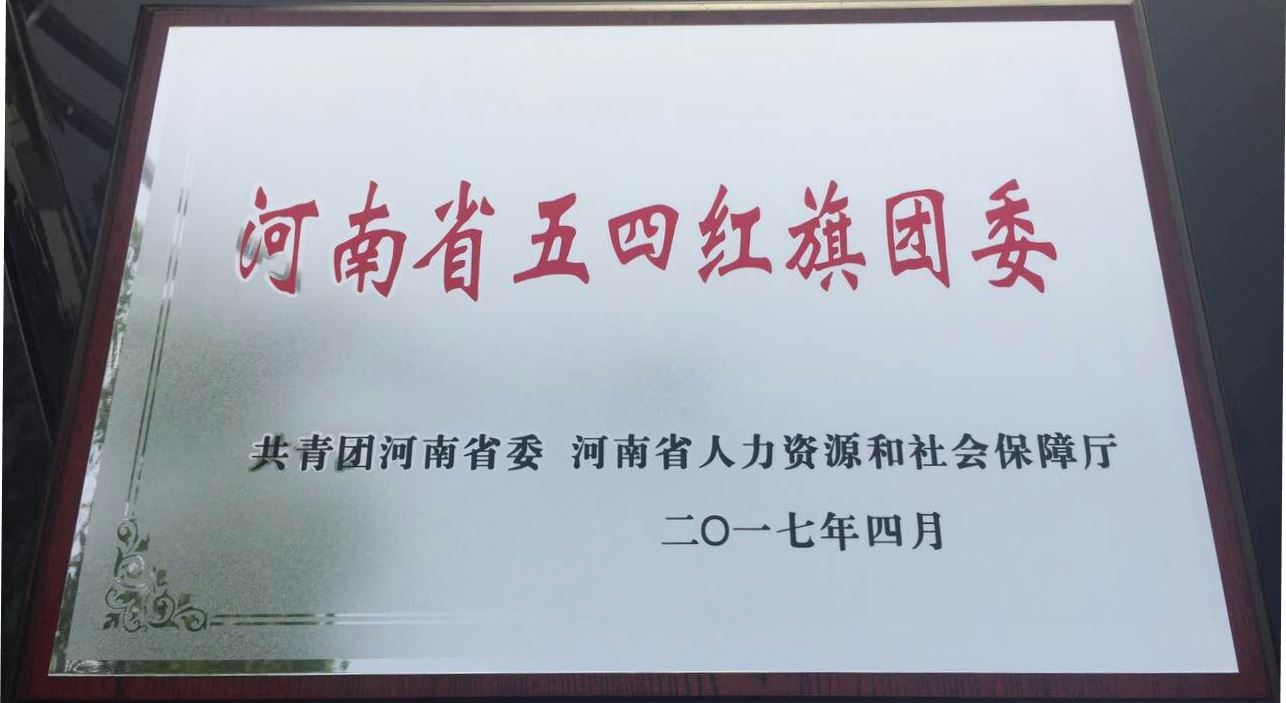 河南省五四红旗团委
共青团河南省委 河南省人力资源和社会保障厅
二〇一七年四月